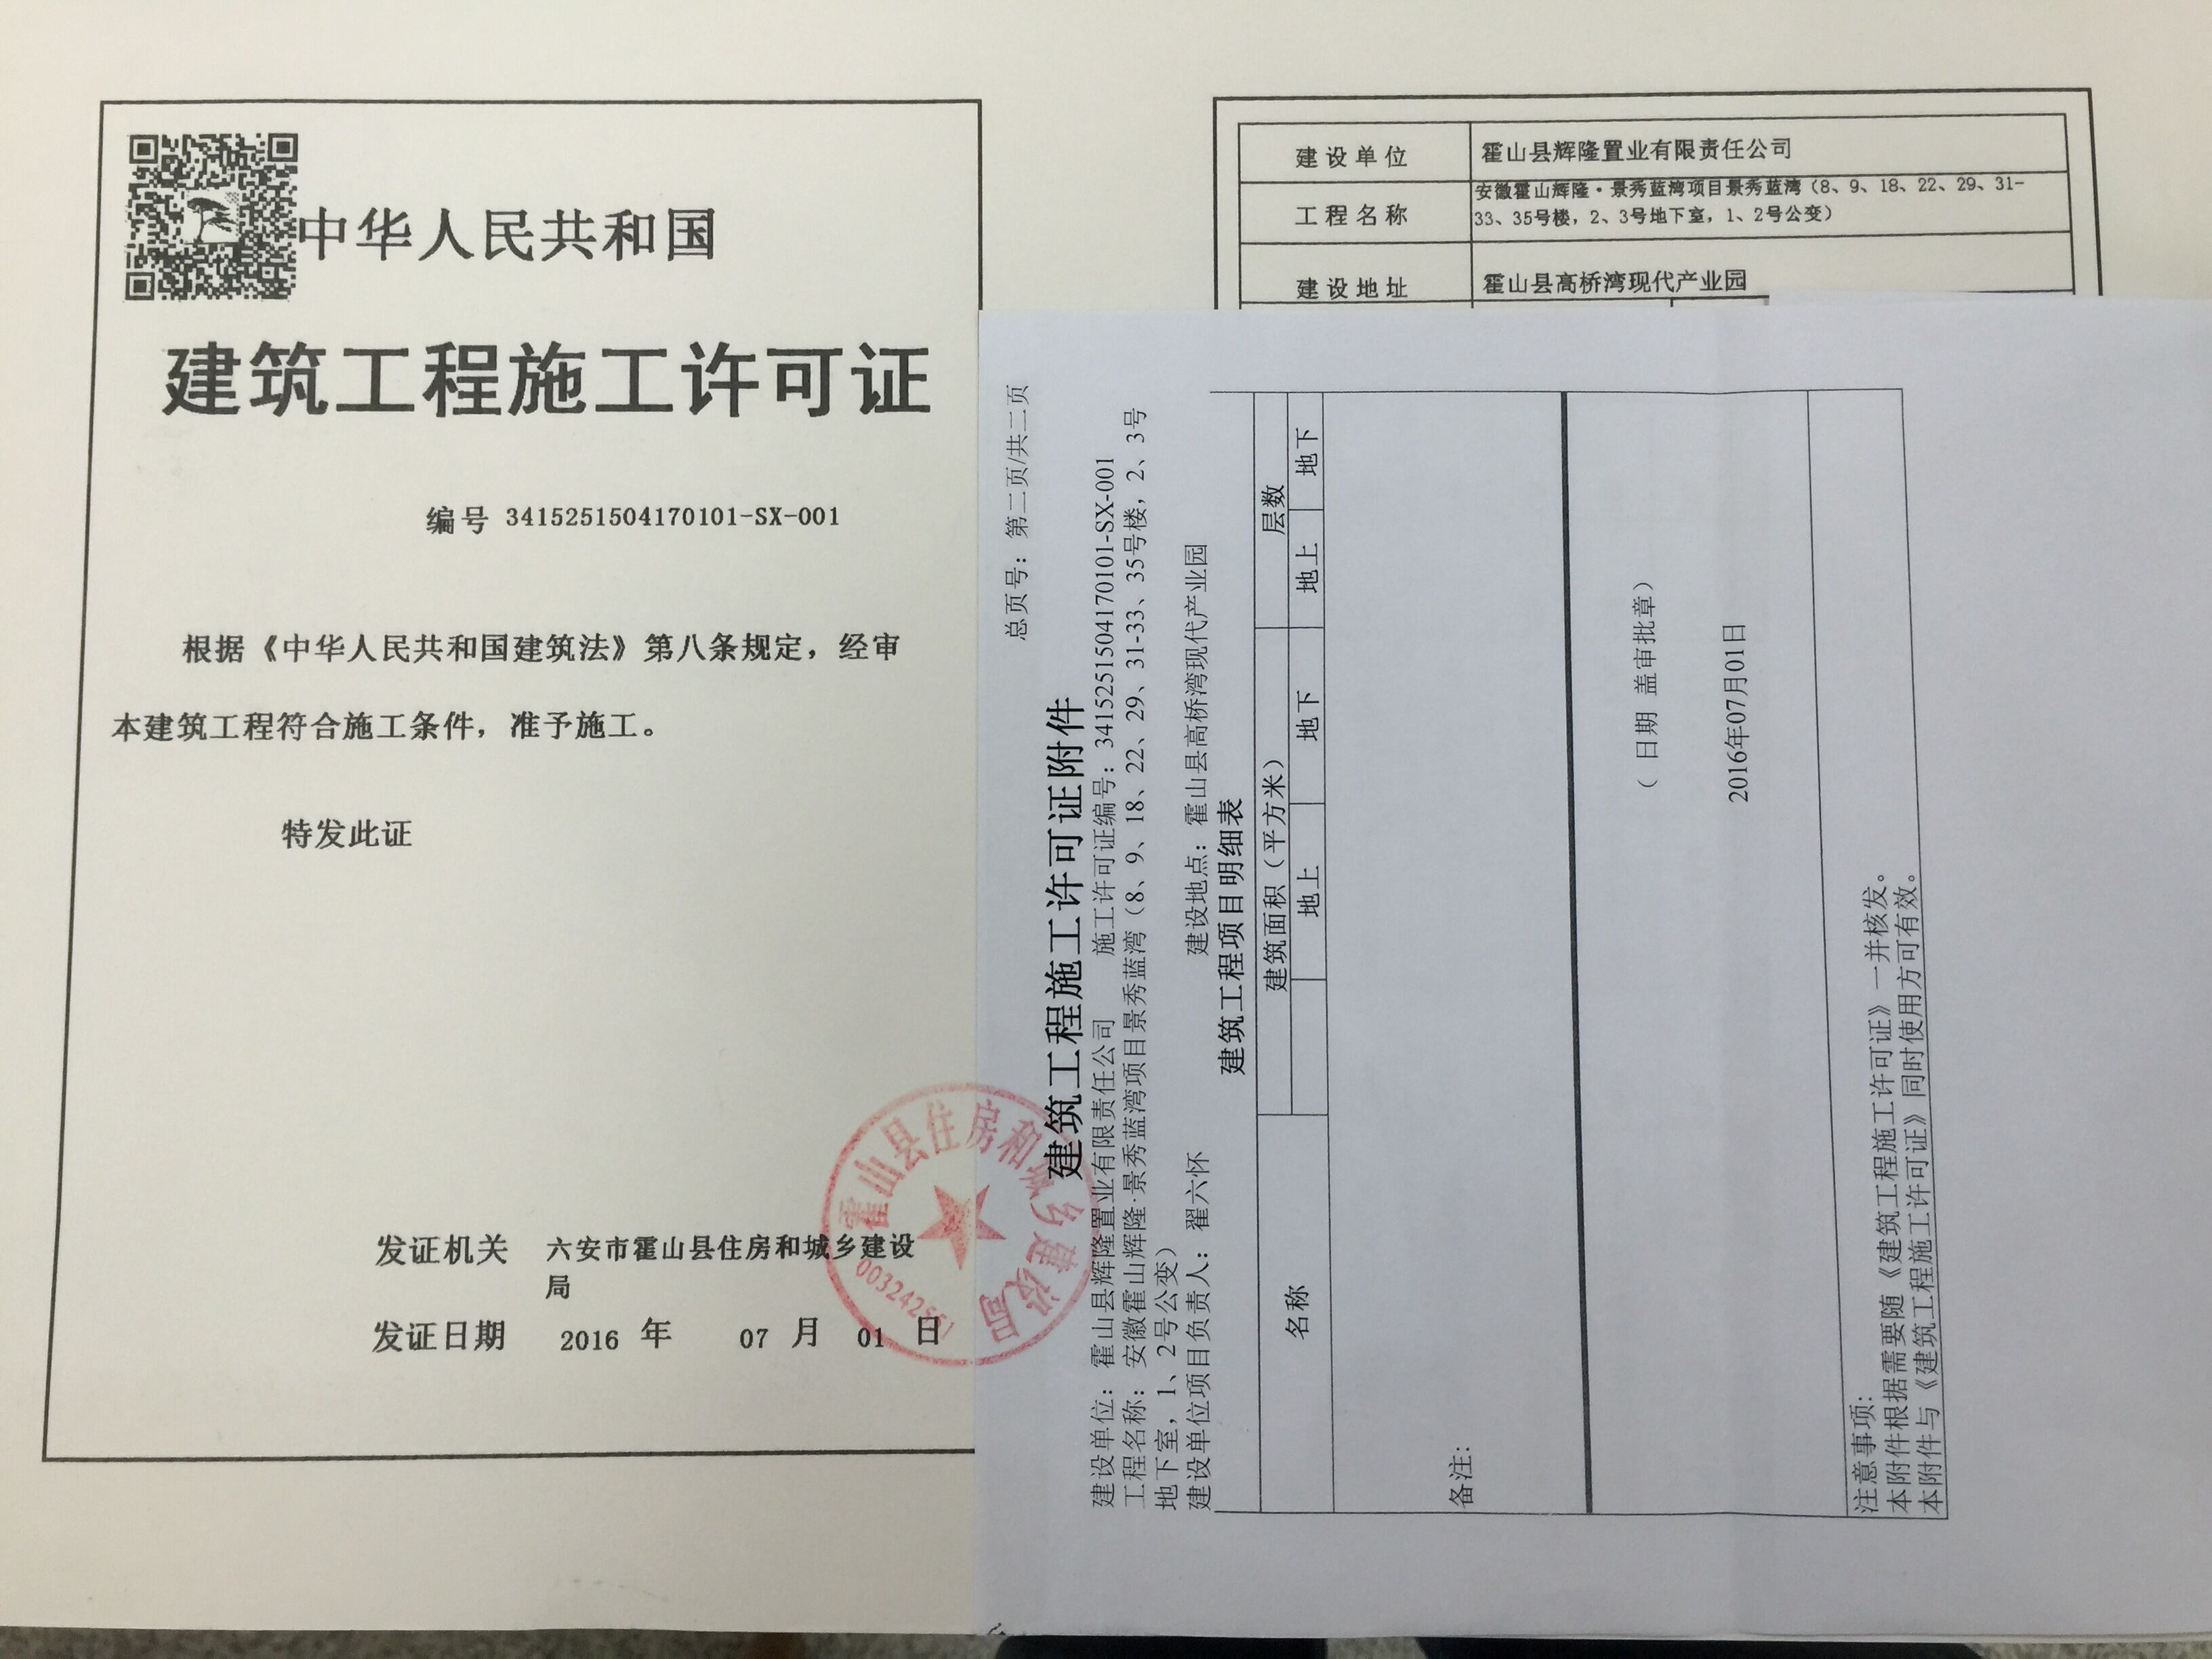 中华人民共和国
建筑工程施工许可证
编号 3415251504170101-SX-001
根据《中华人民共和国建筑法》第八条规定，经审
本建筑工程符合施工条件，准予施工。
特发此证
发证机关 六安市霍山县住房和城乡建设
局
发证日期 2016 年 07 月 01 日
霍山县住房和城乡建设局
建设单位 霍山县辉隆置业有限责任公司
工程名称 安徽霍山辉隆·景秀蓝湾项目景秀蓝湾（8、9、18、22、29、31-
33、35号楼，2、3号地下室，1、2号公变）
建设地址 霍山县高桥湾现代产业园
总页号：第二页/共二页
建筑工程施工许可证附件
建设单位：霍山县辉隆置业有限责任公司 施工许可证编号：3415251504170101-SX-001
工程名称：安徽霍山辉隆·景秀蓝湾项目景秀蓝湾（8、9、18、22、29、31-33、35号楼，2、3号
地下室，1、2号公变）
建设单位项目负责人：翟六怀 建设地点：霍山县高桥湾现代产业园
建筑工程项目明细表
名称 建筑面积（平方米） 层数
地上 地下 地上 地下
备注：
（ 日期 盖审批章）
2016年07月01日
注意事项：
本附件根据需要随《建筑工程施工许可证》一并核发。
本附件与《建筑工程施工许可证》同时使用方可有效。